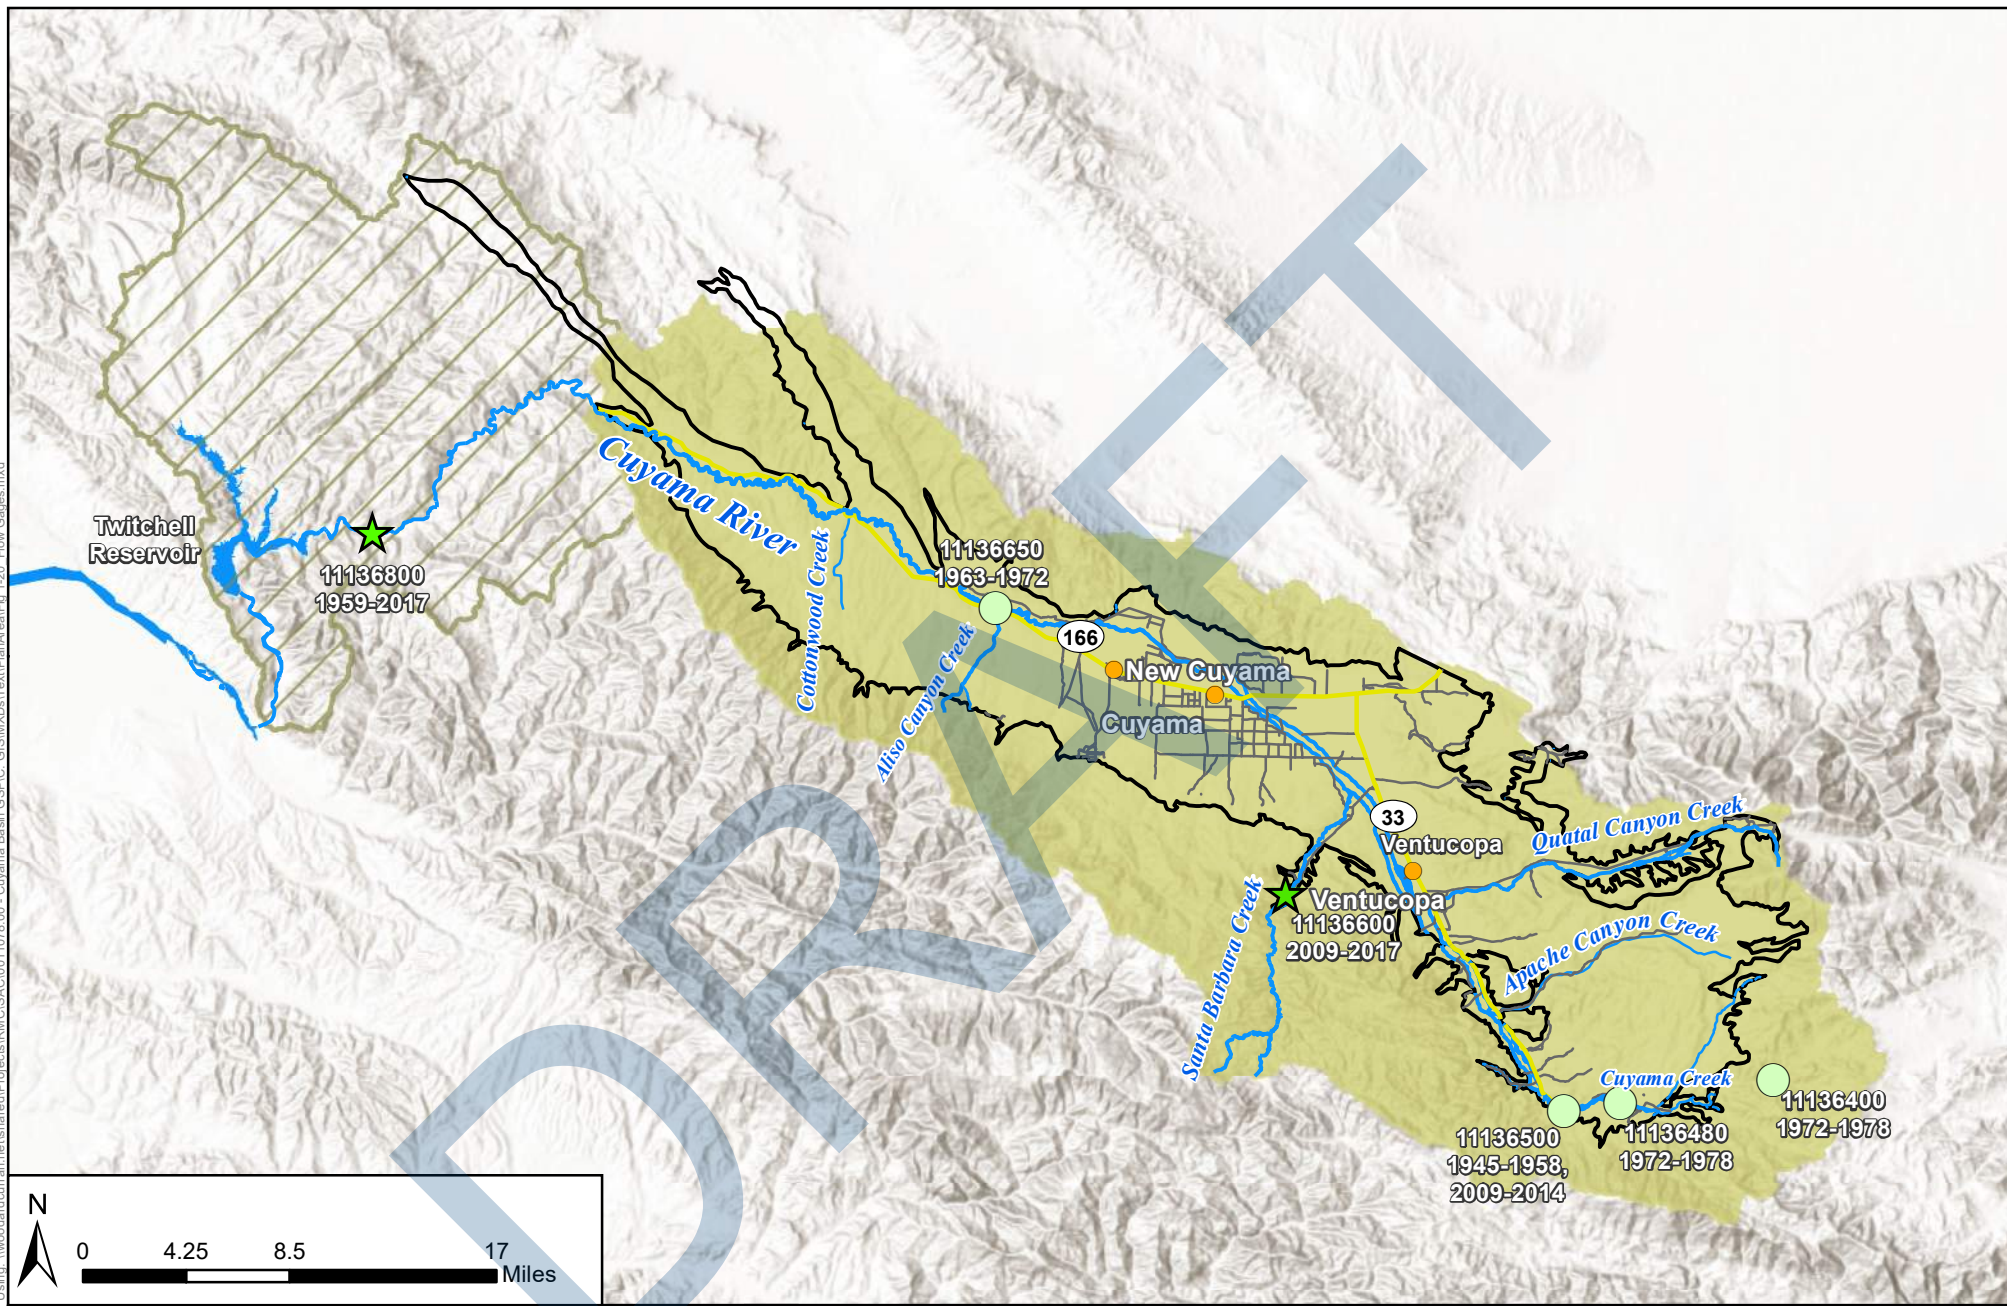 DRAFT
Twitchell
Reservoir
11136800
1959-2017
Cuyama River
Cottonwood Creek
11136650
1963-1972
Aliso Canyon Creek
166
New Cuyama
Cuyama
33
Ventucopa
Quatal Canyon Creek
Santa Barbara Creek
Ventucopa
11136600
2009-2017
Apache Canyon Creek
Cuyama Creek
11136400
1972-1978
11136480
1972-1978
11136500
1945-1958,
2009-2014
N
0 4.25 8.5 17
Miles